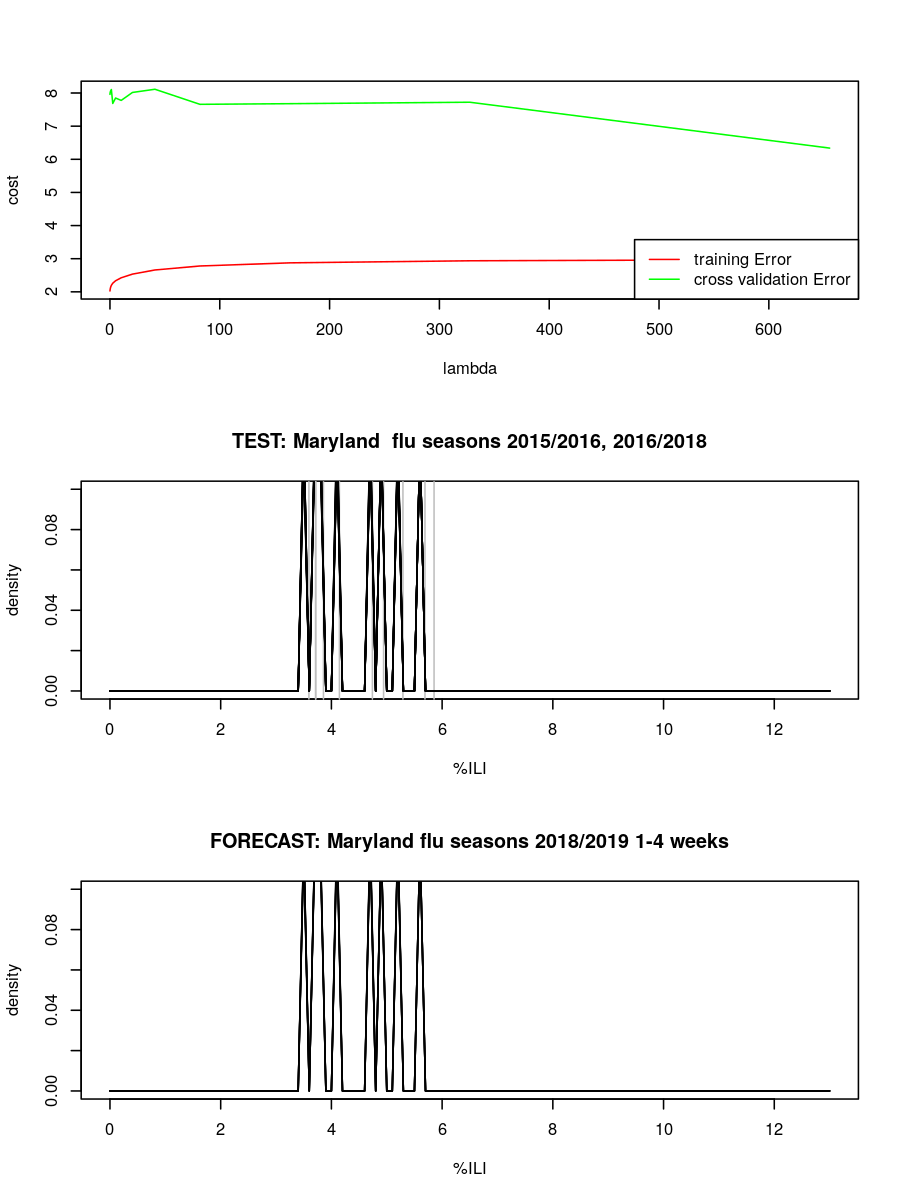 8
7
6
5
4
3
2
cost
training Error
cross validation Error
0 100 200 300 400 500 600
lambda
TEST: Maryland  flu seasons 2015/2016, 2016/2018
0.08
0.04
0.00
density
0 2 4 6 8 10 12
%ILI
FORECAST: Maryland flu seasons 2018/2019 1-4 weeks
0.08
0.04
0.00
density
0 2 4 6 8 10 12
%ILI